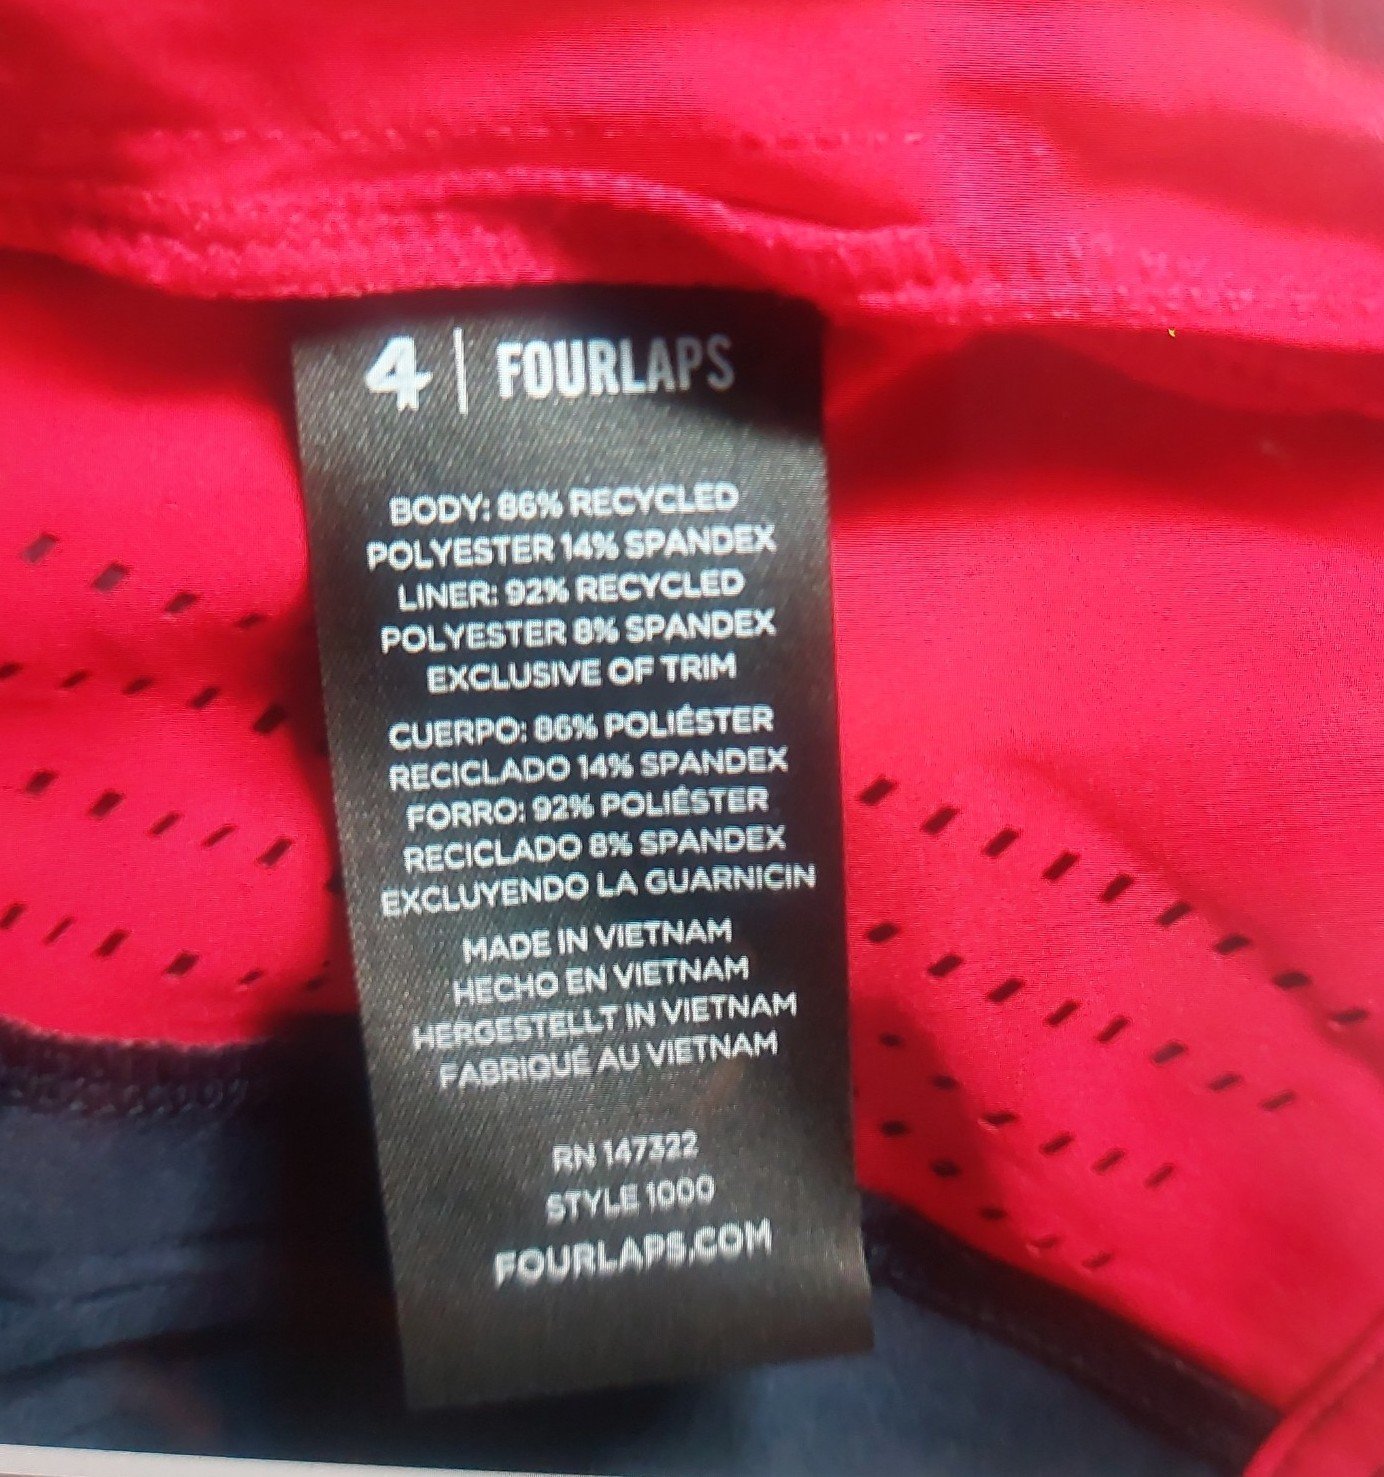 4 | FOURLAPS
BODY: 86% RECYCLED
POLYESTER 14% SPANDEX
LINER: 92% RECYCLED
POLYESTER 8% SPANDEX
EXCLUSIVE OF TRIM
CUERPO: 86% POLIÉSTER
RECICLADO 14% SPANDEX
FORRO: 92% POLIÉSTER
RECICLADO 8% SPANDEX
EXCLUYENDO LA GUARNICIN
MADE IN VIETNAM
HECHO EN VIETNAM
HERGESTELLT IN VIETNAM
FABRIQUÉ AU VIETNAM
RN 147322
STYLE 1000
FOURLAPS.COM